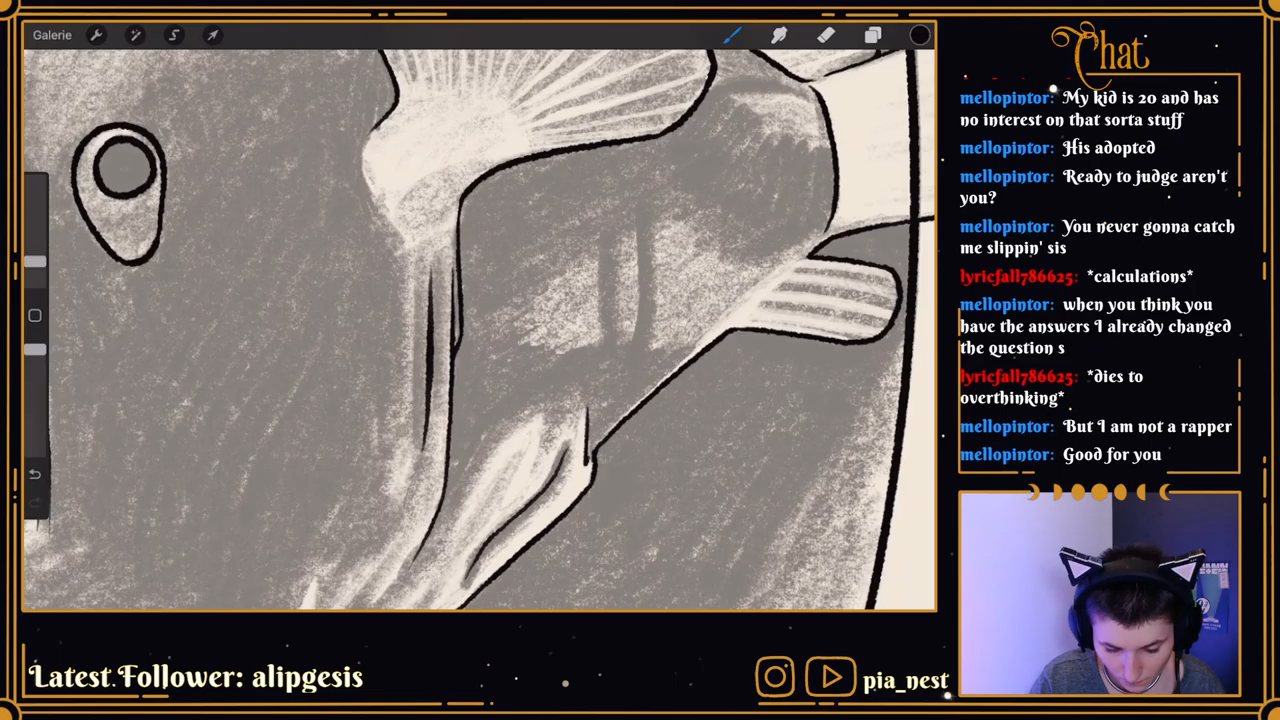 Galerie
Chat
mellopintor: My kid is 20 and has
no interest on that sorta stuff
mellopintor: His adopted
mellopintor: Ready to judge aren't
you?
mellopintor: You never gonna catch
me slippin' sis
lyricfall786625: *calculations*
mellopintor: when you think you
have the answers I already changed
the question s
lyricfall786625: *dies to
overthinking*
mellopintor: But I am not a rapper
mellopintor: Good for you
Latest Follower: alipgesis
pia_nest